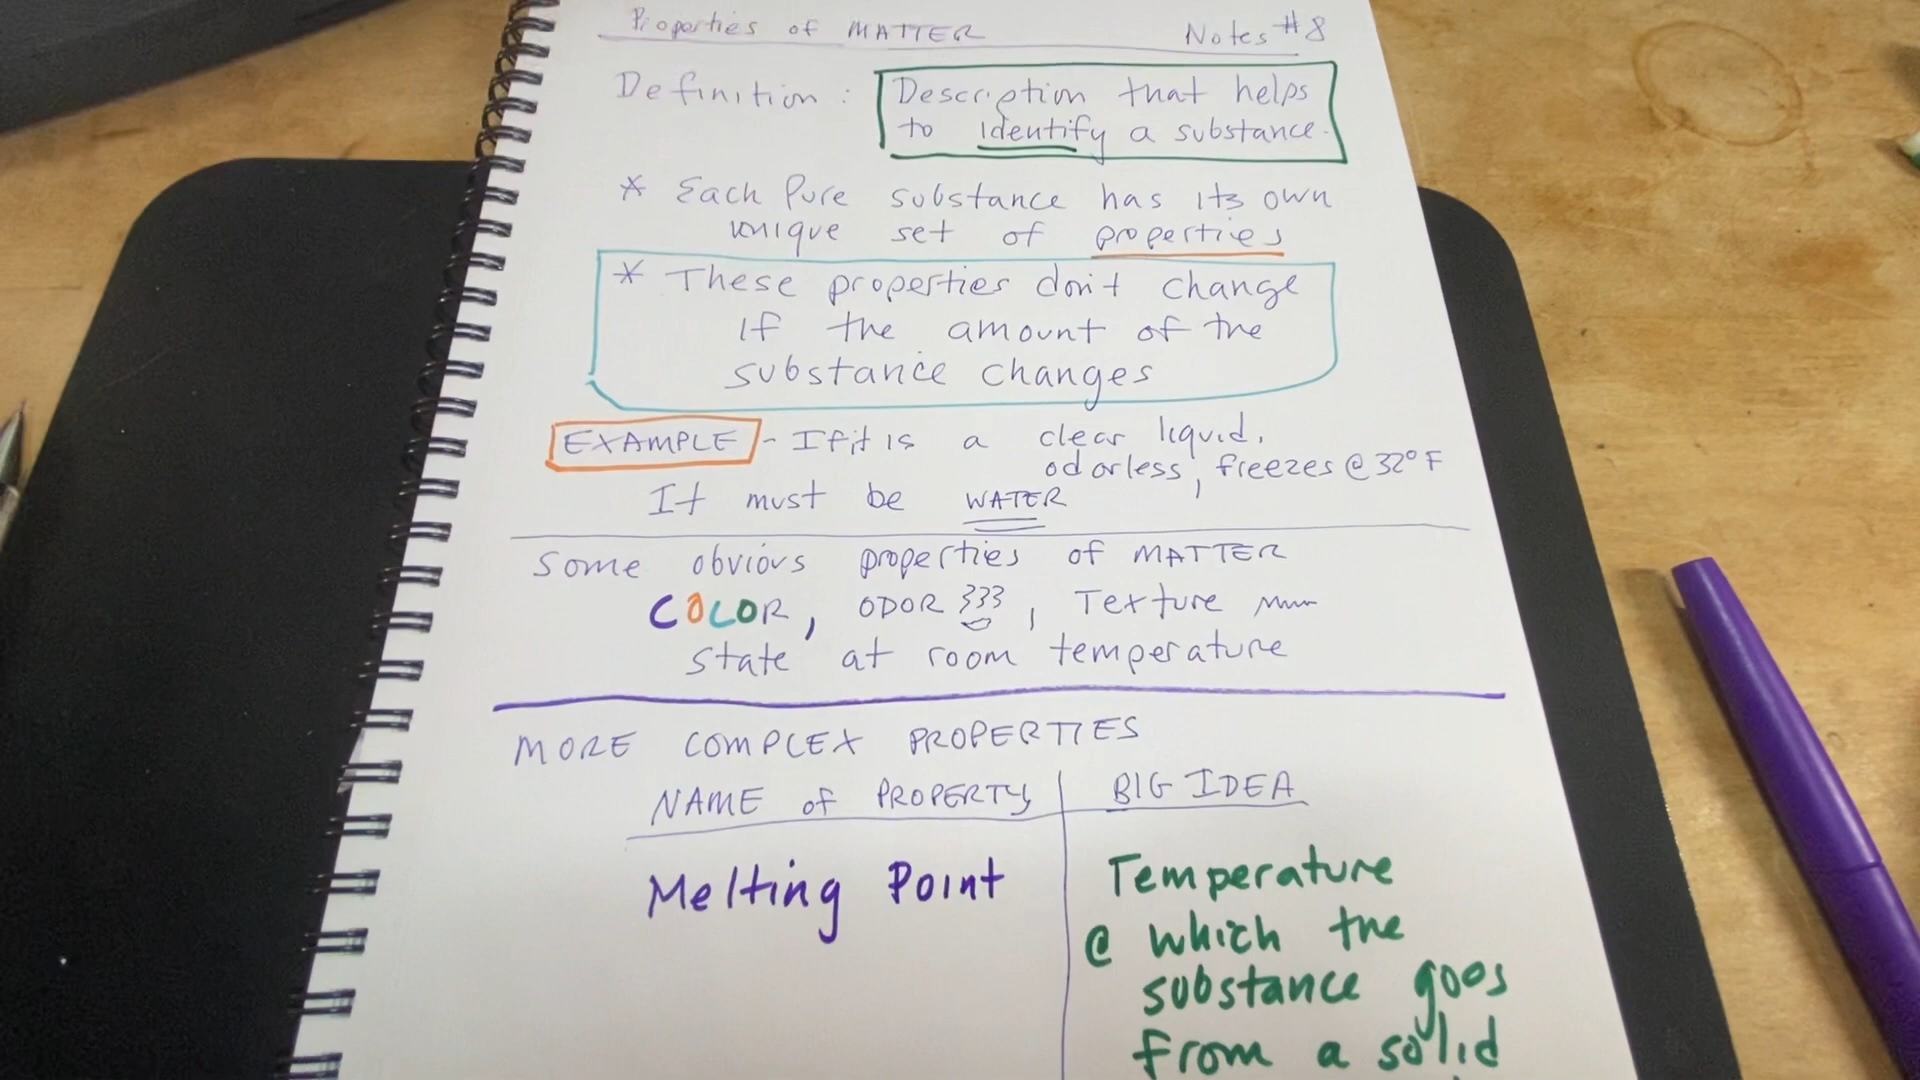 Properties of MATTER Notes #8
Definition: Description that helps
to identify a substance.
* Each Pure substance has its own
unique set of properties
* These properties don't change
If the amount of the
substance changes
EXAMPLE - If it is a clear liquid,
odorless, freezes @ 32° F
It must be WATER
Some obvious properties of MATTER
COLOR, ODOR, Texture
State at room temperature
MORE COMPLEX PROPERTIES
NAME of PROPERTY BIG IDEA
Melting Point Temperature
@ which the
substance goes
from a solid